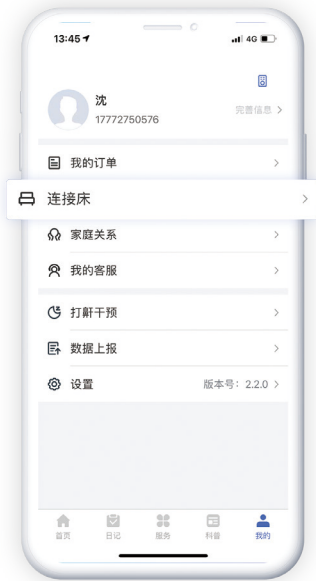 13:45
4G
沈
17772750576
完善信息
我的订单
连接床
家庭关系
我的客服
打鼾干预
数据上报
设置 版本号：2.2.0
首页 日记 服务 科普 我的